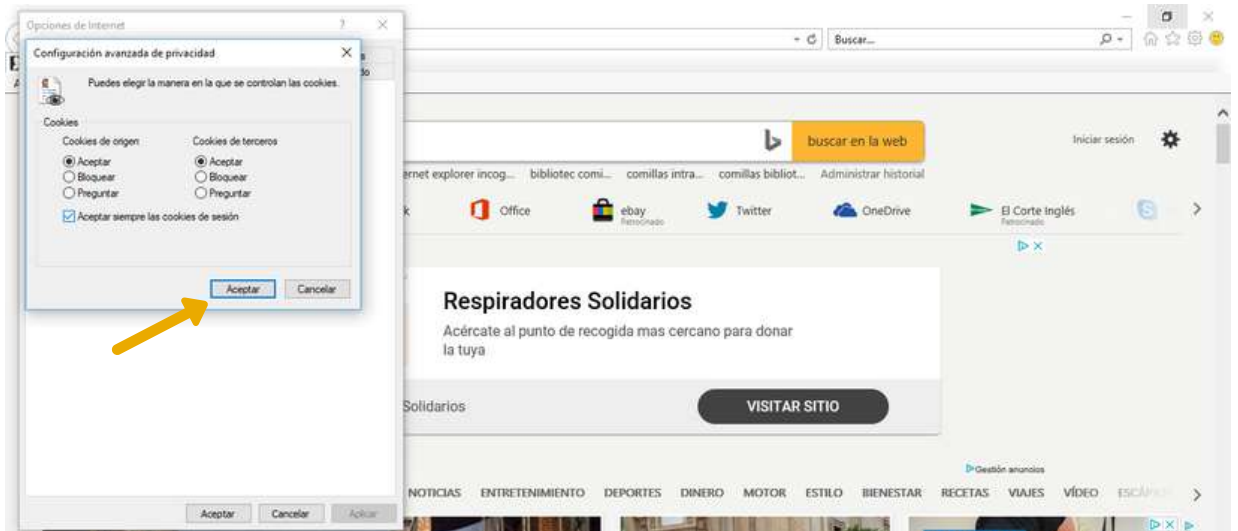 Opciones de Internet ? ×
Configuración avanzada de privacidad ×
Puedes elegir la manera en la que se controlan las cookies.
Cookies
Cookies de origen Cookies de terceros
Aceptar Aceptar
Bloquear Bloquear
Preguntar Preguntar
Aceptar siempre las cookies de sesión
Aceptar Cancelar
Aceptar Cancelar Aplicar
Buscar...
buscar en la web
Iniciar sesión
ernet explorer incog... bibliotec comi... comillas intra... comillas bibliot... Administrar historial
k Office ebay Twitter OneDrive El Corte Inglés
Patrocinado Patrocinado
Respiradores Solidarios
Acércate al punto de recogida mas cercano para donar
la tuya
Solidarios VISITAR SITIO
Gestión anuncios
NOTICIAS ENTRETENIMIENTO DEPORTES DINERO MOTOR ESTILO BIENESTAR RECETAS VIAJES VÍDEO